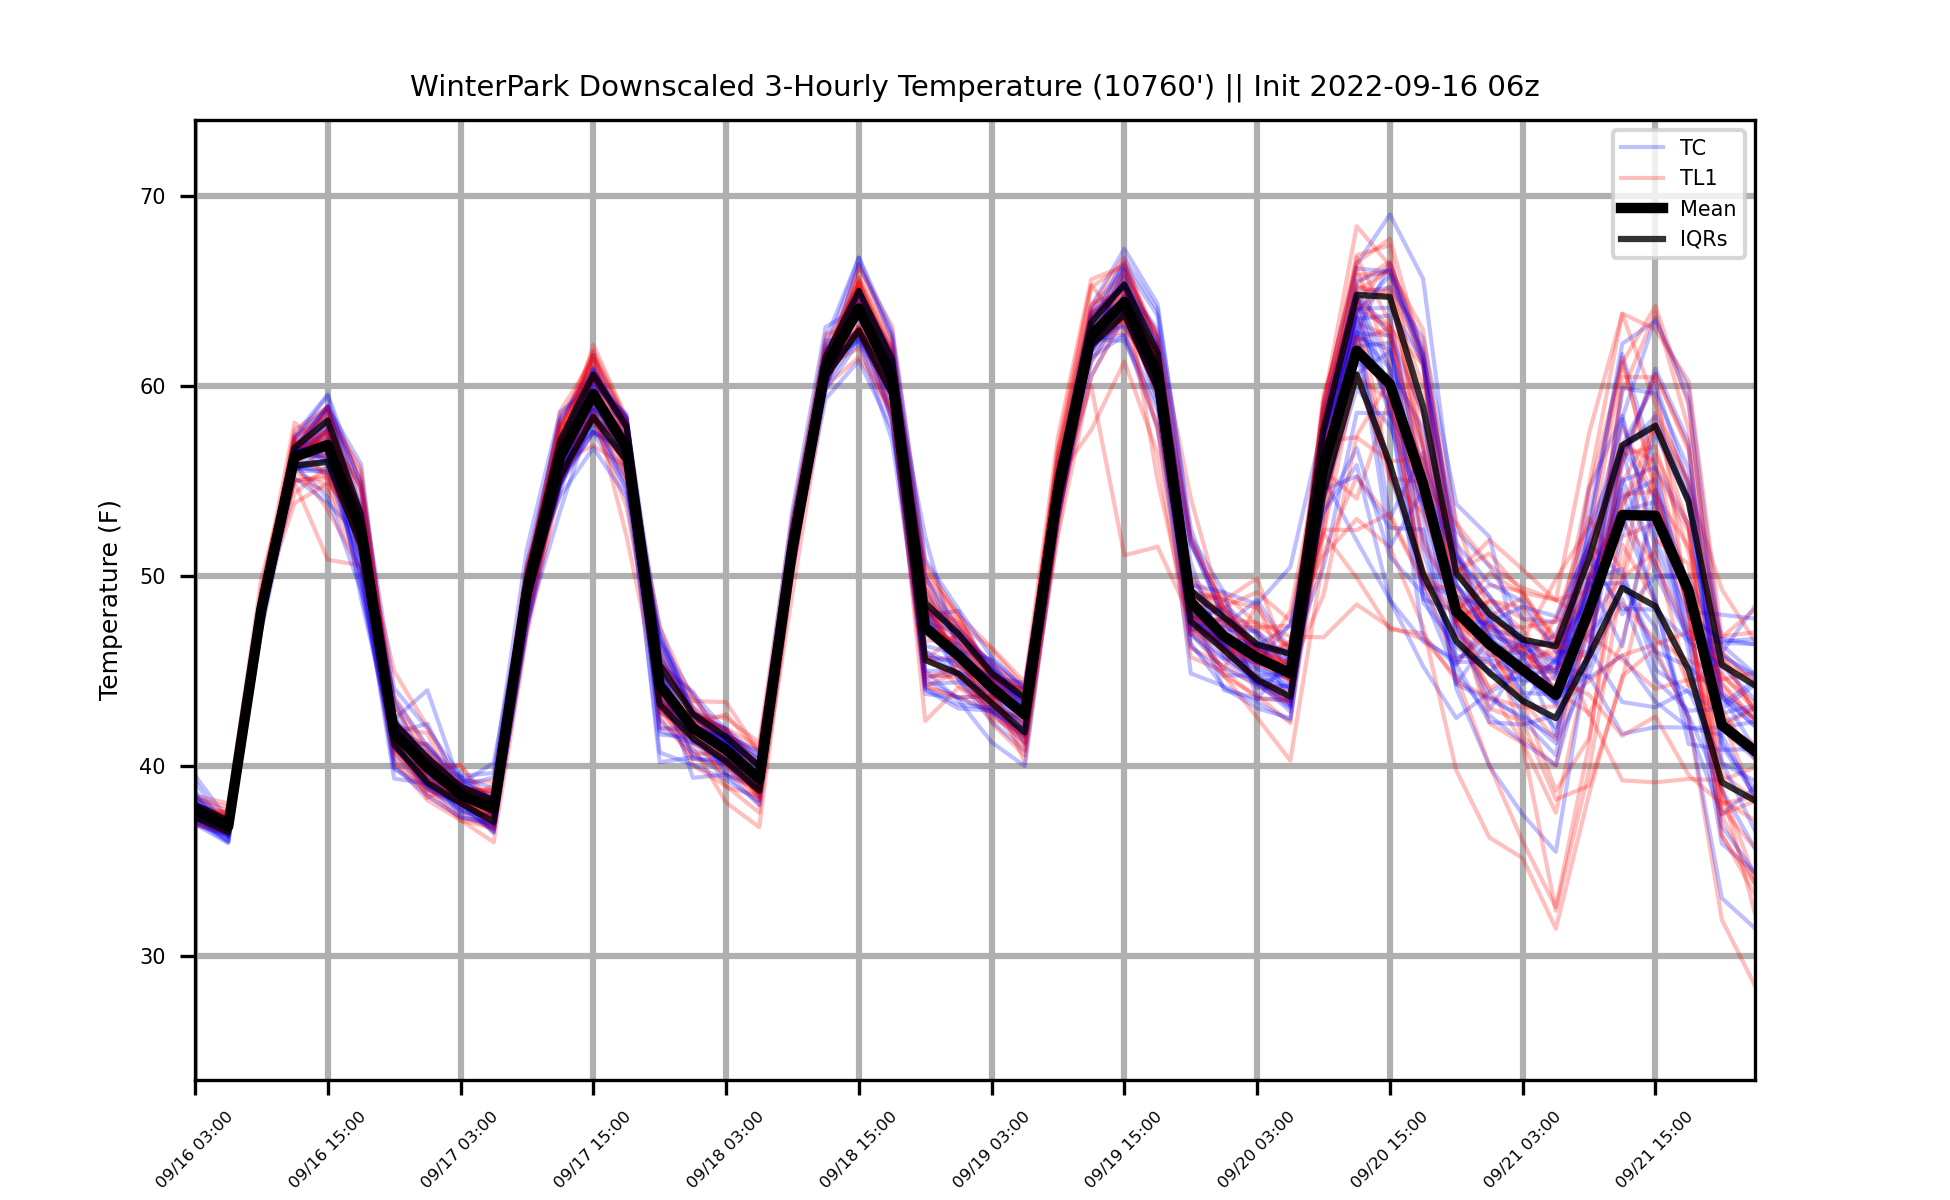 WinterPark Downscaled 3-Hourly Temperature (10760') || Init 2022-09-16 06z
TC
TL1
Mean
IQRs
Temperature (F)
70
60
50
40
30
09/16 03:00
09/16 15:00
09/17 03:00
09/17 15:00
09/18 03:00
09/18 15:00
09/19 03:00
09/19 15:00
09/20 03:00
09/20 15:00
09/21 03:00
09/21 15:00